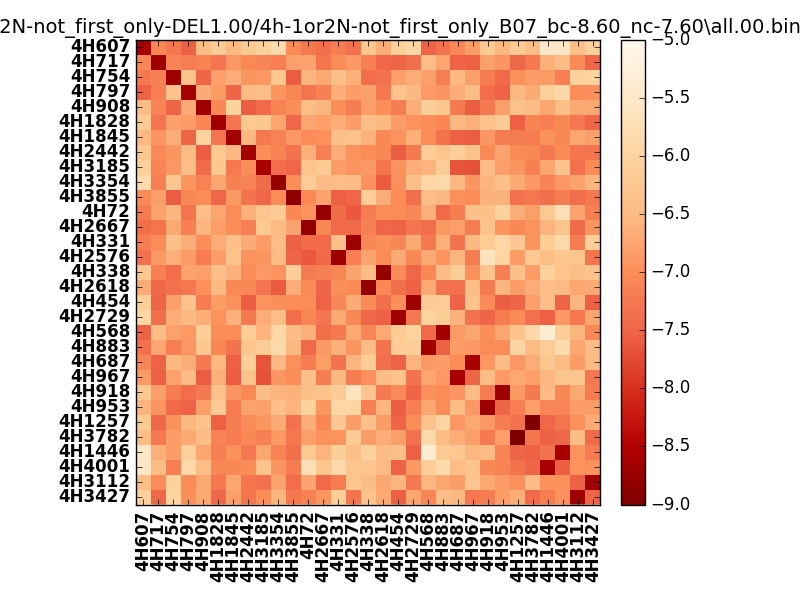 2N-not_first_only-DEL1.00/4h-1or2N-not_first_only_B07_bc-8.60_nc-7.60\all.00.bin
4H607
4H717
4H754
4H797
4H908
4H1828
4H1845
4H2442
4H3185
4H3354
4H3855
4H72
4H2667
4H331
4H2576
4H338
4H2618
4H454
4H2729
4H568
4H883
4H687
4H967
4H918
4H953
4H1257
4H3782
4H1446
4H4001
4H3112
4H3427
4H607
4H717
4H754
4H797
4H908
4H1828
4H1845
4H2442
4H3185
4H3354
4H3855
4H72
4H2667
4H331
4H2576
4H338
4H2618
4H454
4H2729
4H568
4H883
4H687
4H967
4H918
4H953
4H1257
4H3782
4H1446
4H4001
4H3112
4H3427
−5.0
−5.5
−6.0
−6.5
−7.0
−7.5
−8.0
−8.5
−9.0